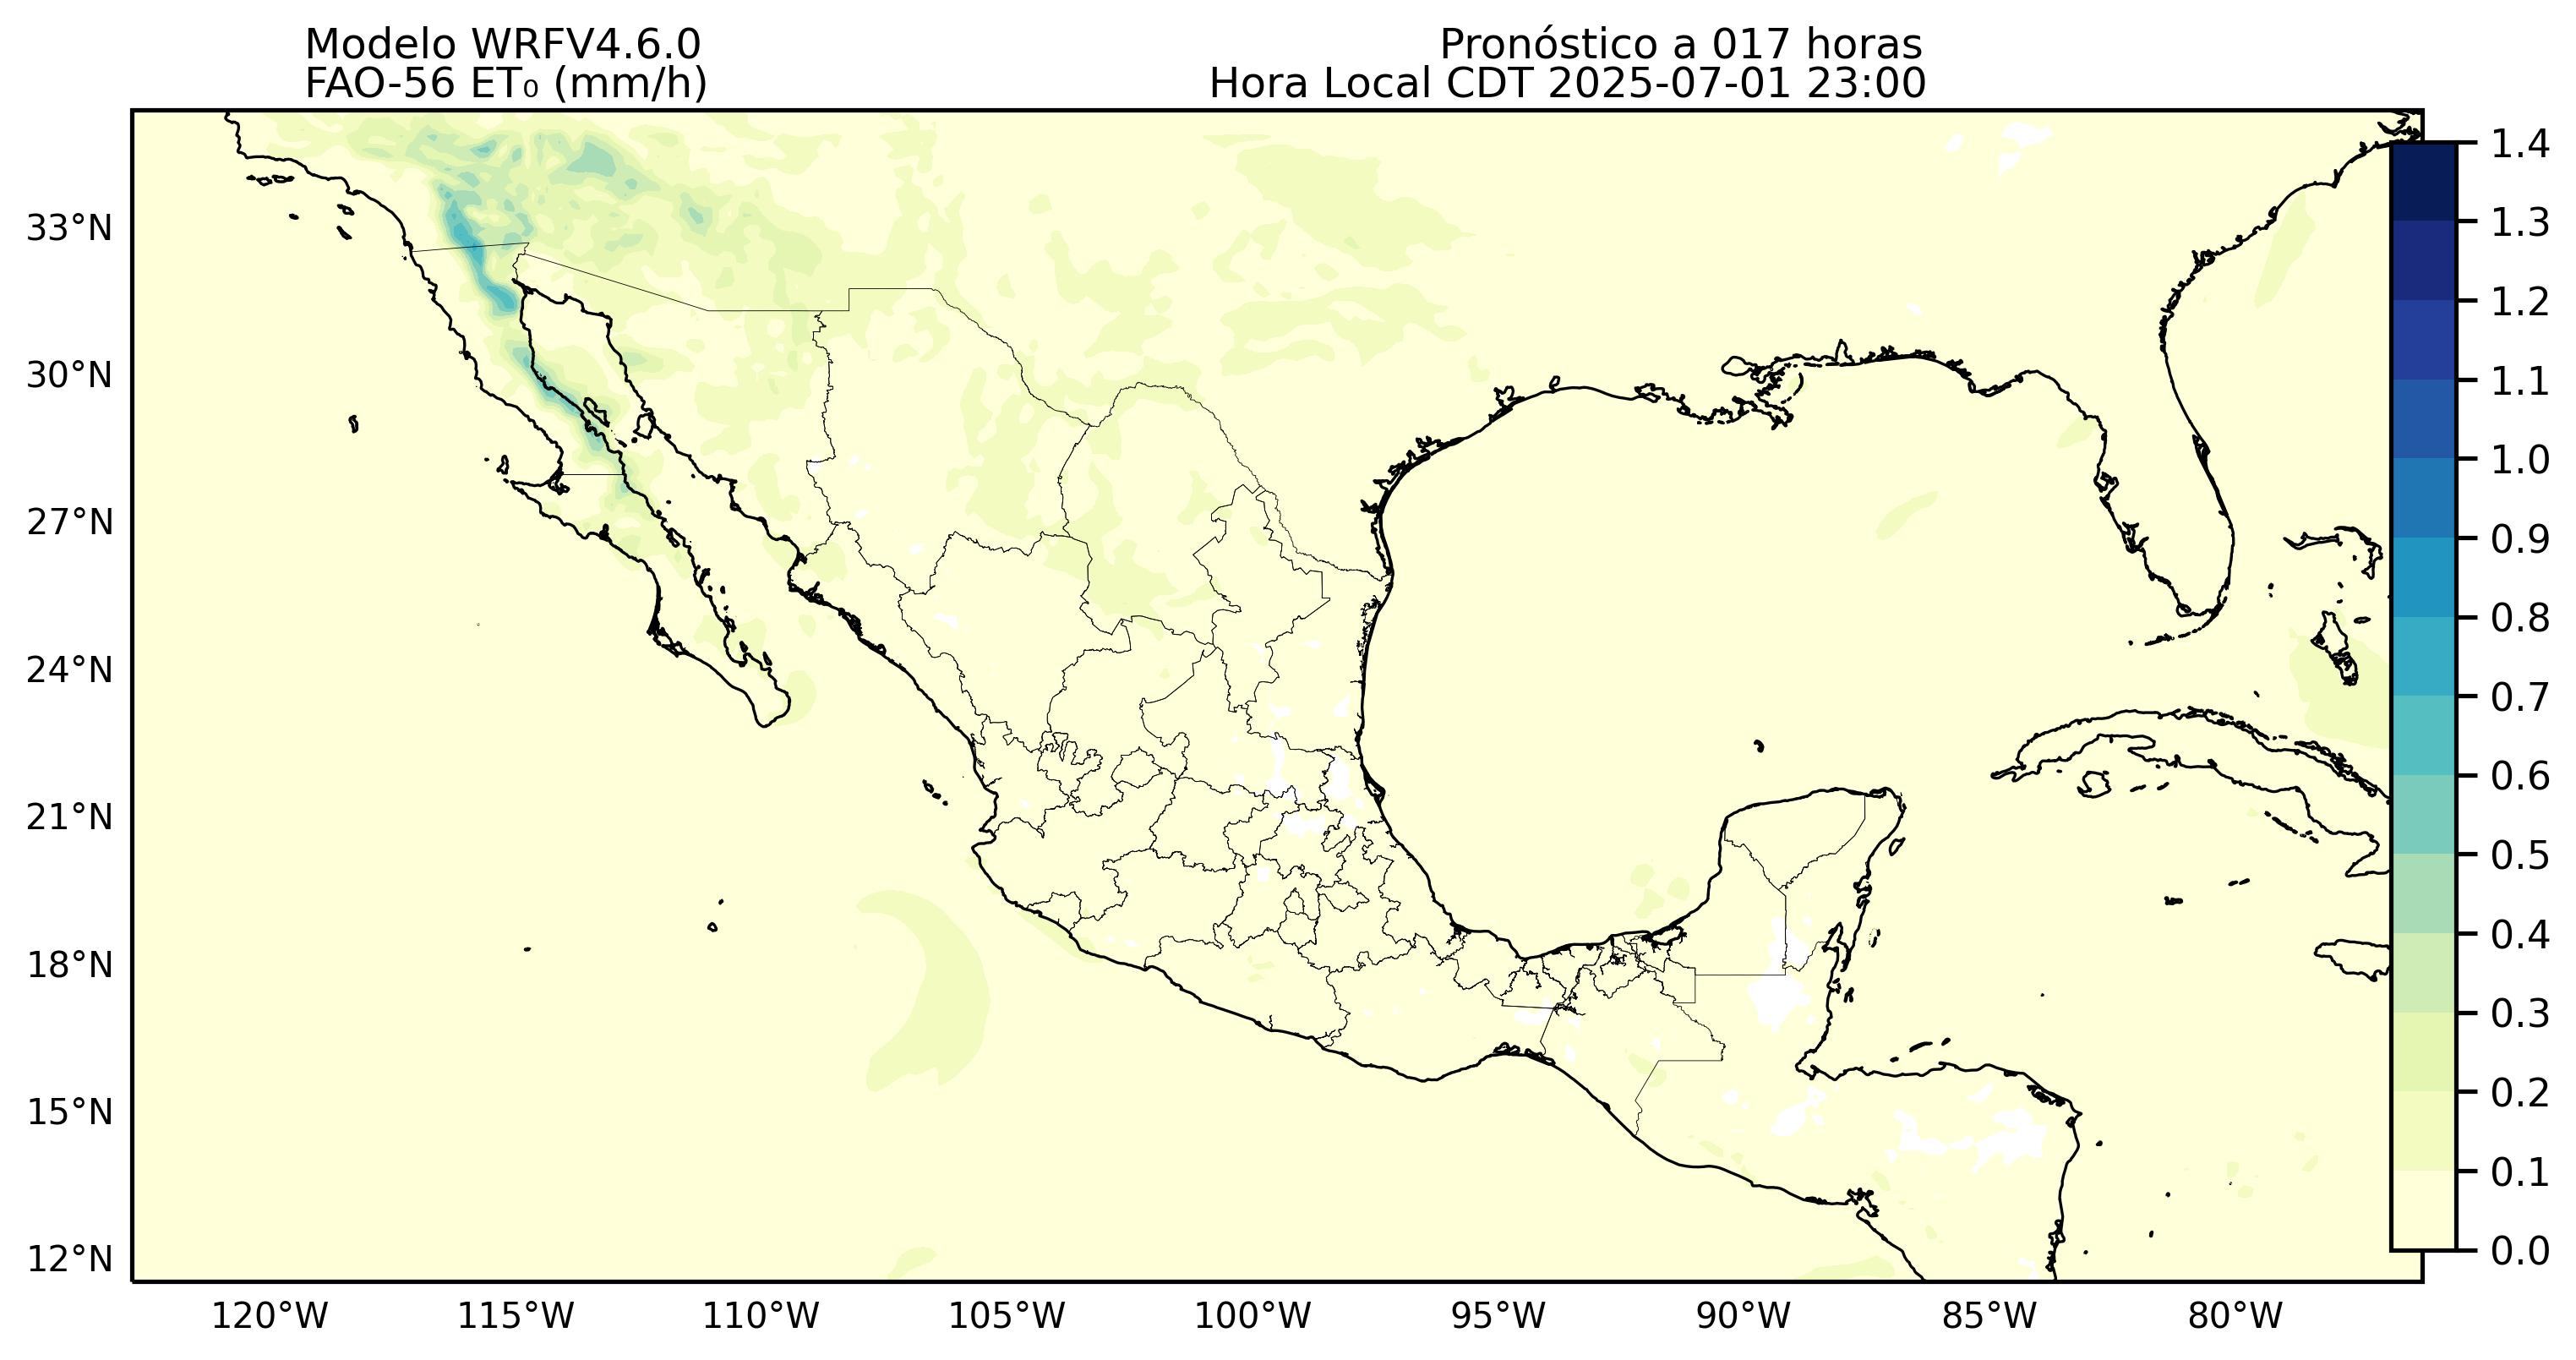 Modelo WRFV4.6.0
Pronóstico a 017 horas
FAO-56 ET₀ (mm/h)
Hora Local CDT 2025-07-01 23:00
33°N
30°N
27°N
24°N
21°N
18°N
15°N
12°N
120°W
115°W
110°W
105°W
100°W
95°W
90°W
85°W
80°W
1.4
1.3
1.2
1.1
1.0
0.9
0.8
0.7
0.6
0.5
0.4
0.3
0.2
0.1
0.0